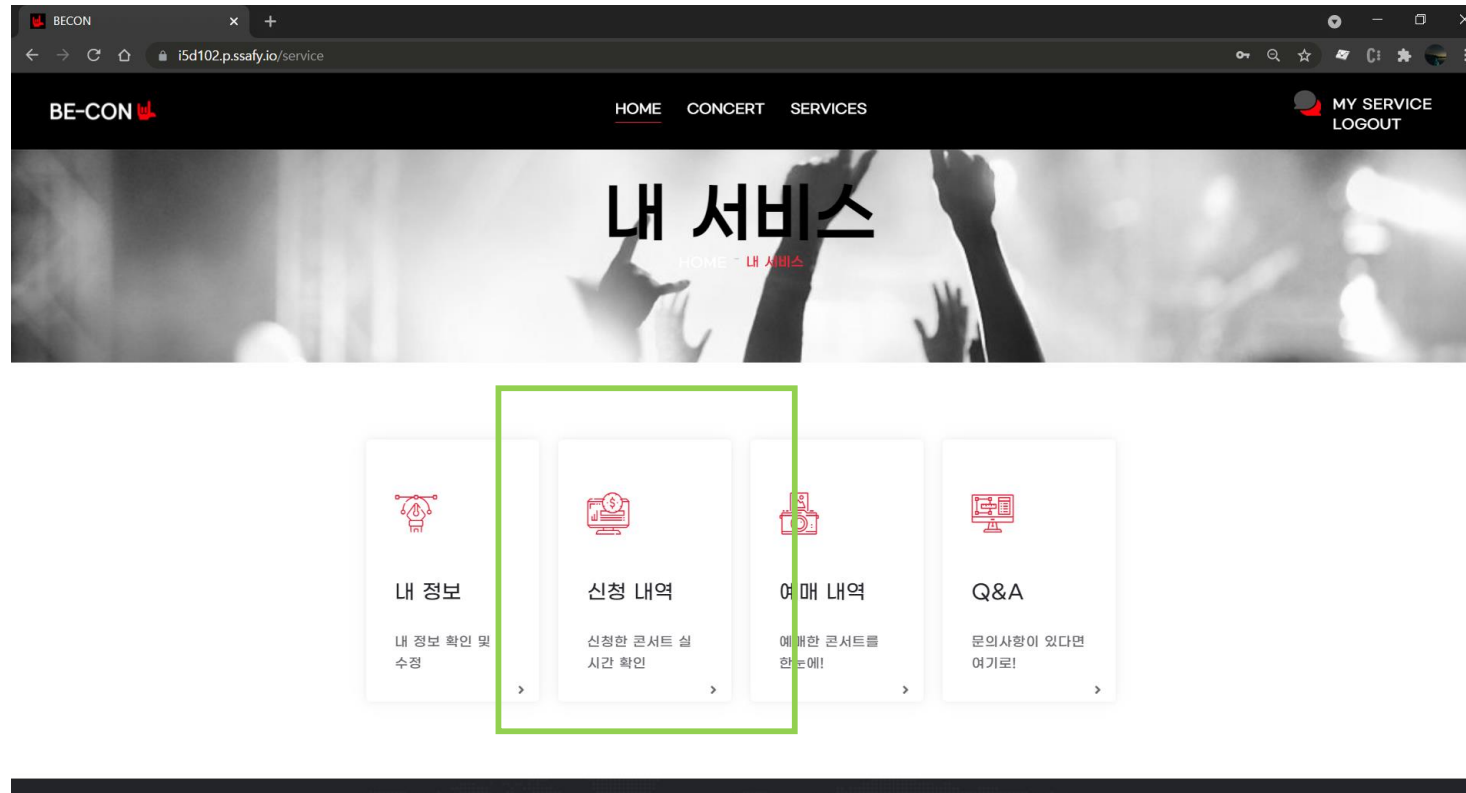 BECON
i5d102.p.ssafy.io/service
BE-CON
HOME CONCERT SERVICES
MY SERVICE
LOGOUT
내 서비스
HOME - 내 서비스
내 정보
내 정보 확인 및
수정
신청 내역
신청한 콘서트 실
시간 확인
예매 내역
예매한 콘서트를
한눈에!
Q&A
문의사항이 있다면
여기로!